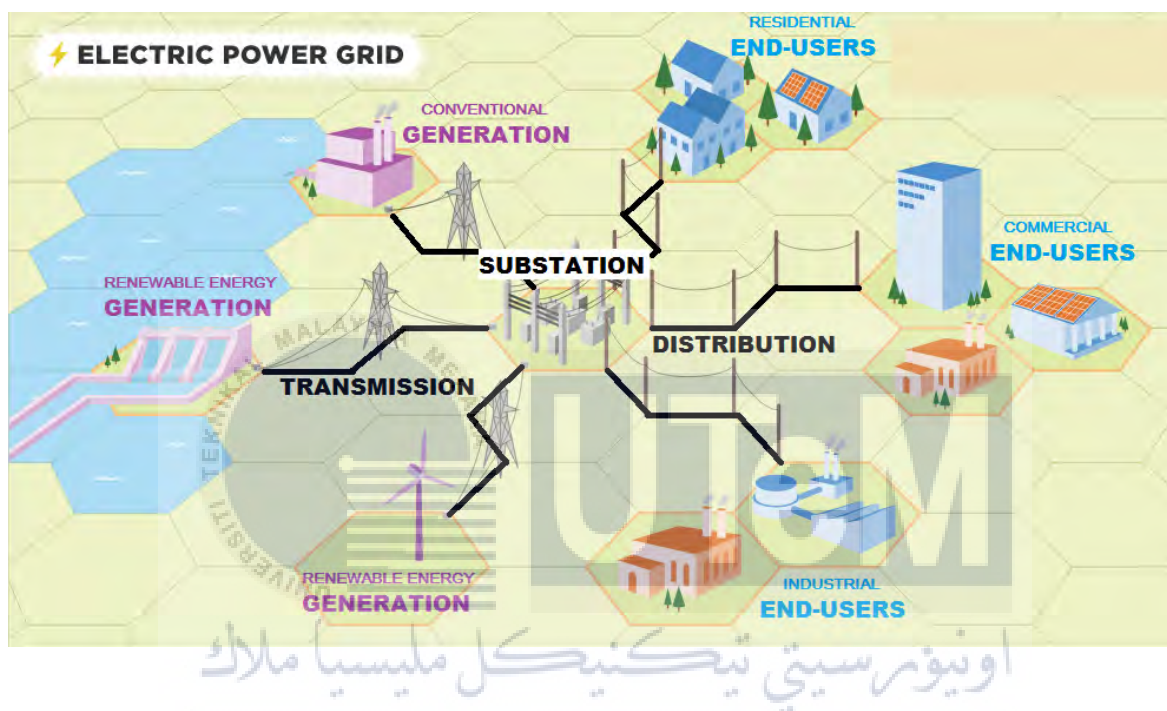 ELECTRIC POWER GRID
RESIDENTIAL
END-USERS
CONVENTIONAL
GENERATION
COMMERCIAL
END-USERS
SUBSTATION
RENEWABLE ENERGY
GENERATION
DISTRIBUTION
TRANSMISSION
RENEWABLE ENERGY
GENERATION
INDUSTRIAL
END-USERS
UTeM
اونيۏرسيتي تيكنيكل مليسيا ملاك